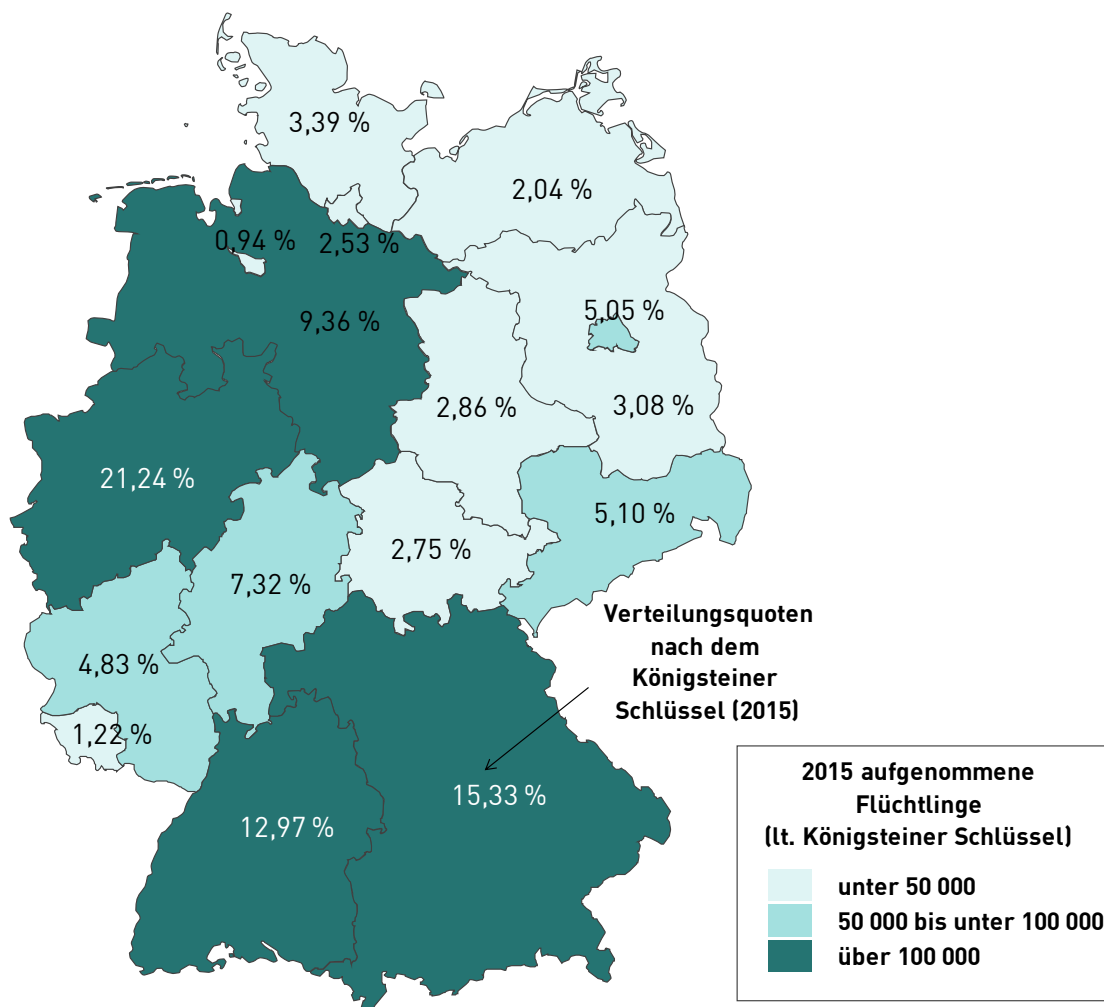 3,39 %
2,04 %
0,94 %
2,53 %
9,36 %
5,05 %
2,86 %
3,08 %
21,24 %
5,10 %
2,75 %
7,32 %
4,83 %
1,22 %
Verteilungsquoten
nach dem
Königsteiner
Schlüssel (2015)
15,33 %
12,97 %
2015 aufgenommene
Flüchtlinge
(lt. Königsteiner Schlüssel)
unter 50 000
50 000 bis unter 100 000
über 100 000